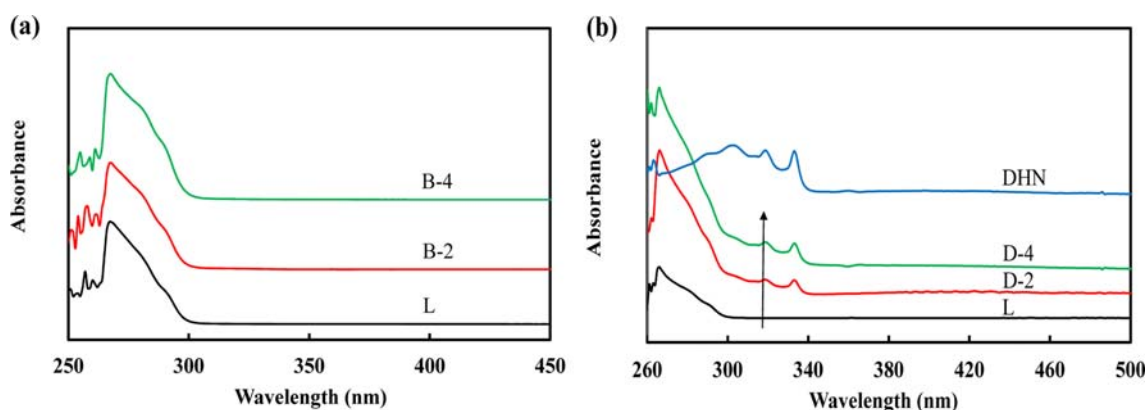 (a)
Absorbance
B-4
B-2
L
250 300 350 400 450
Wavelength (nm)
(b)
Absorbance
DHN
D-4
D-2
L
260 300 340 380 420 460 500
Wavelength (nm)